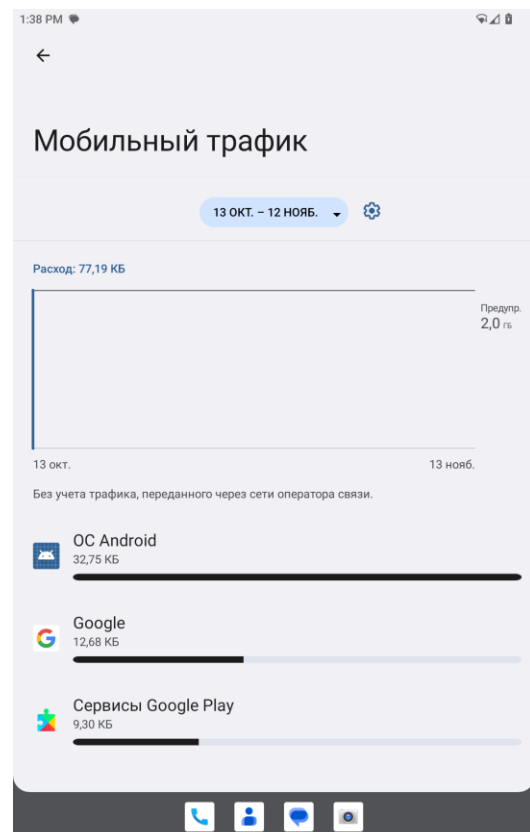 1:38 PM
Мобильный трафик
13 ОКТ. – 12 НОЯБ.
Расход: 77,19 КБ
Предупр.
2,0 ГБ
13 окт.
13 нояб.
Без учета трафика, переданного через сети оператора связи.
ОС Android
32,75 КБ
Google
12,68 КБ
Сервисы Google Play
9,30 КБ